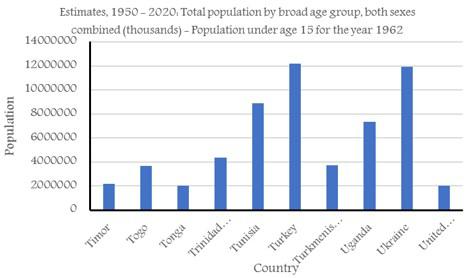 Estimates, 1950 - 2020: Total population by broad age group, both sexes
combined (thousands) - Population under age 15 for the year 1962
14000000
12000000
10000000
8000000
6000000
4000000
2000000
0
Population
Timor
Togo
Tonga
Trinidad...
Tunisia
Turkey
Turkmenis...
Uganda
Ukraine
United...
Country